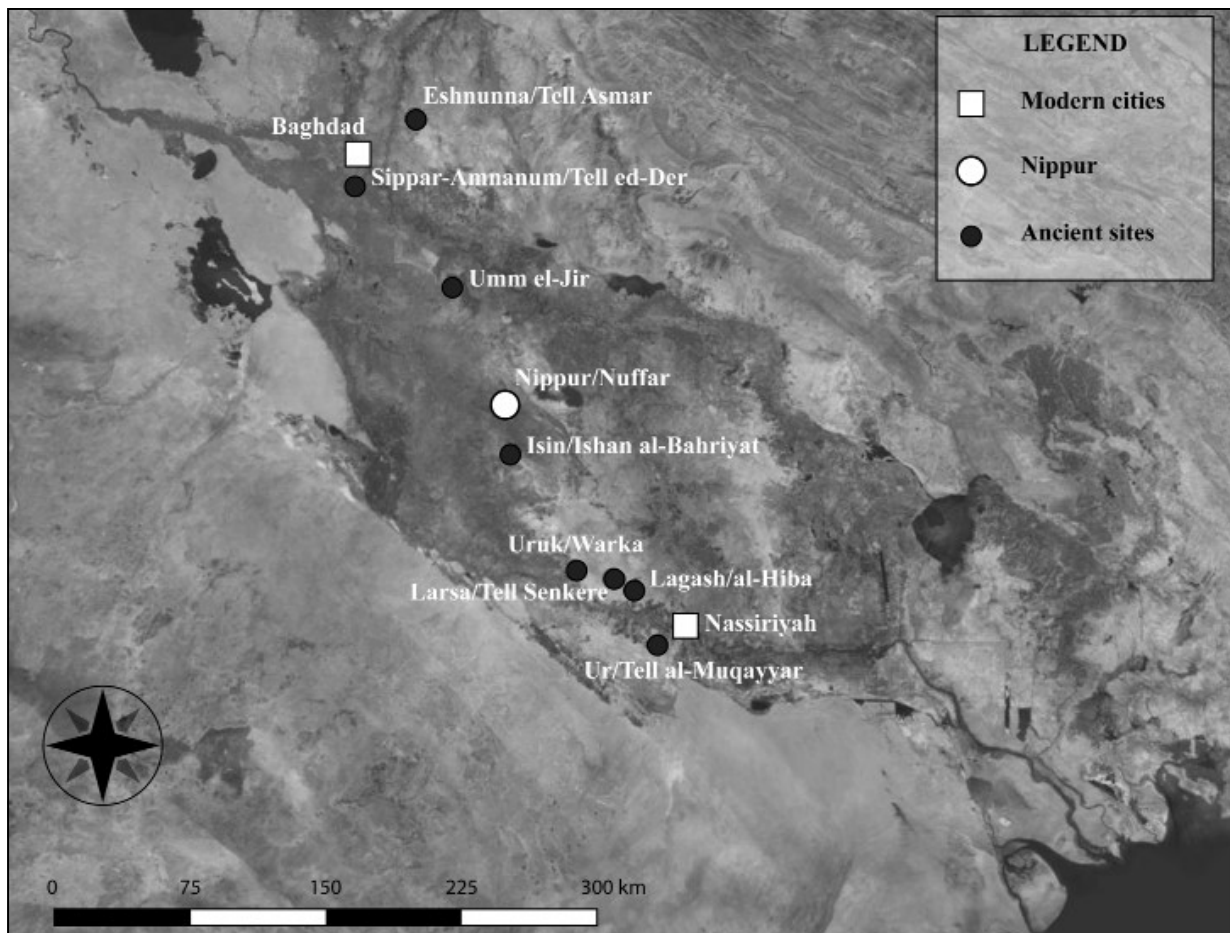 LEGEND
Modern cities
Nippur
Ancient sites
Eshnunna/Tell Asmar
Baghdad
Sippar-Amnanum/Tell ed-Der
Umm el-Jir
Nippur/Nuffar
Isin/Ishan al-Bahriyat
Uruk/Warka
Larsa/Tell Senkere
Lagash/al-Hiba
Nassiriyah
Ur/Tell al-Muqayyar
0 75 150 225 300 km